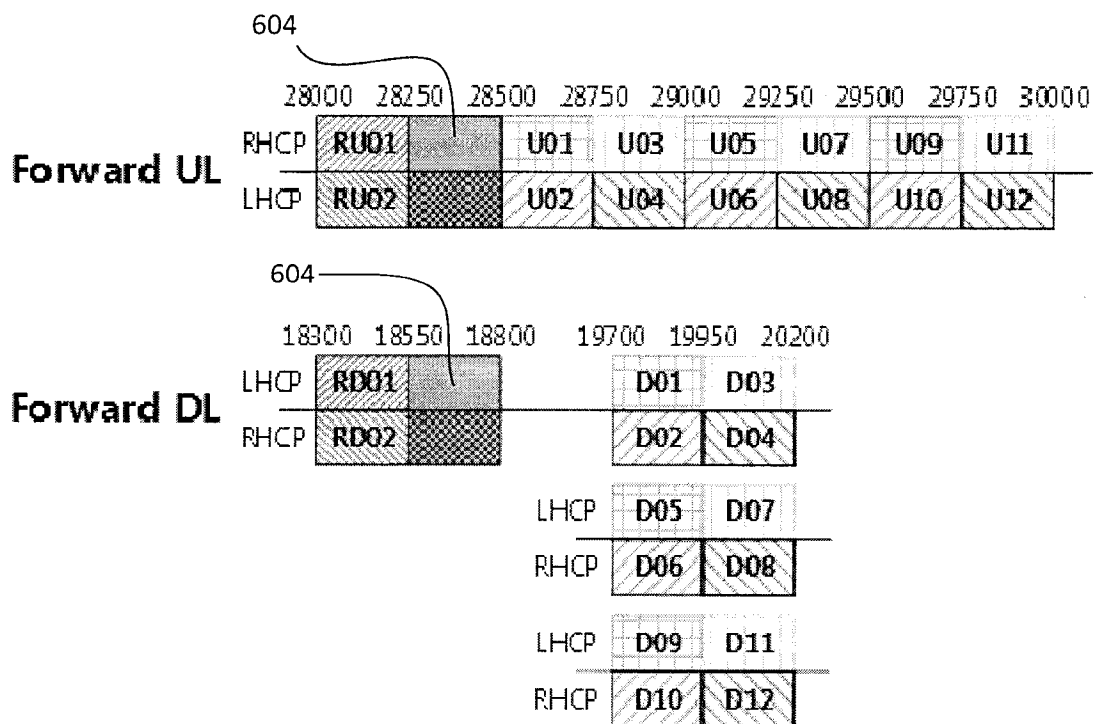 604
28000 28250 28500 28750 29000 29250 29500 29750 30000
RHCP RU01 U01 U03 U05 U07 U09 U11
Forward UL
LHCP RU02 U02 U04 U06 U08 U10 U12
604
18300 18550 18800 19700 19950 20200
LHCP RD01 D01 D03
Forward DL
RHCP RD02 D02 D04
LHCP D05 D07
RHCP D06 D08
LHCP D09 D11
RHCP D10 D12